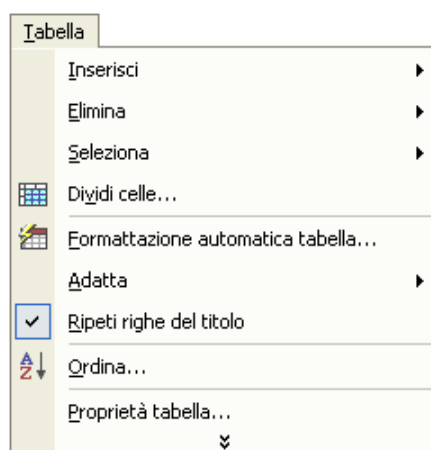 Tabella
Inserisci
Elimina
Seleziona
Dividi celle...
Formattazione automatica tabella...
Adatta
Ripeti righe del titolo
Ordina...
Proprietà tabella...